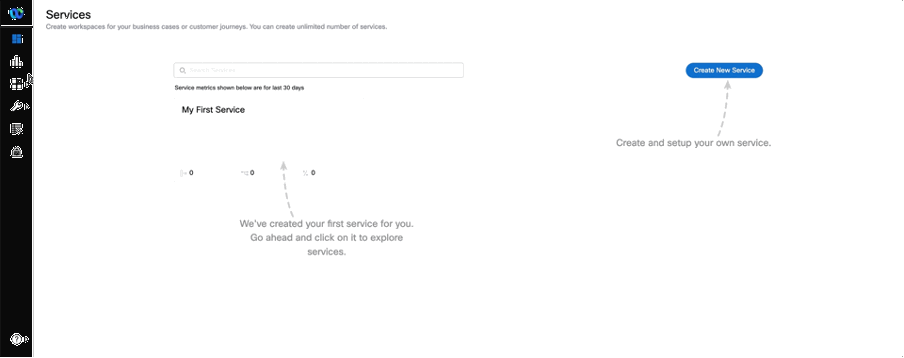 Services
Create workspaces for your business cases or customer journeys. You can create unlimited number of services.
Create New Service
Service metrics shown below are for last 30 days
My First Service
Create and setup your own service.
0
0
0
We've created your first service for you.
Go ahead and click on it to explore
services.